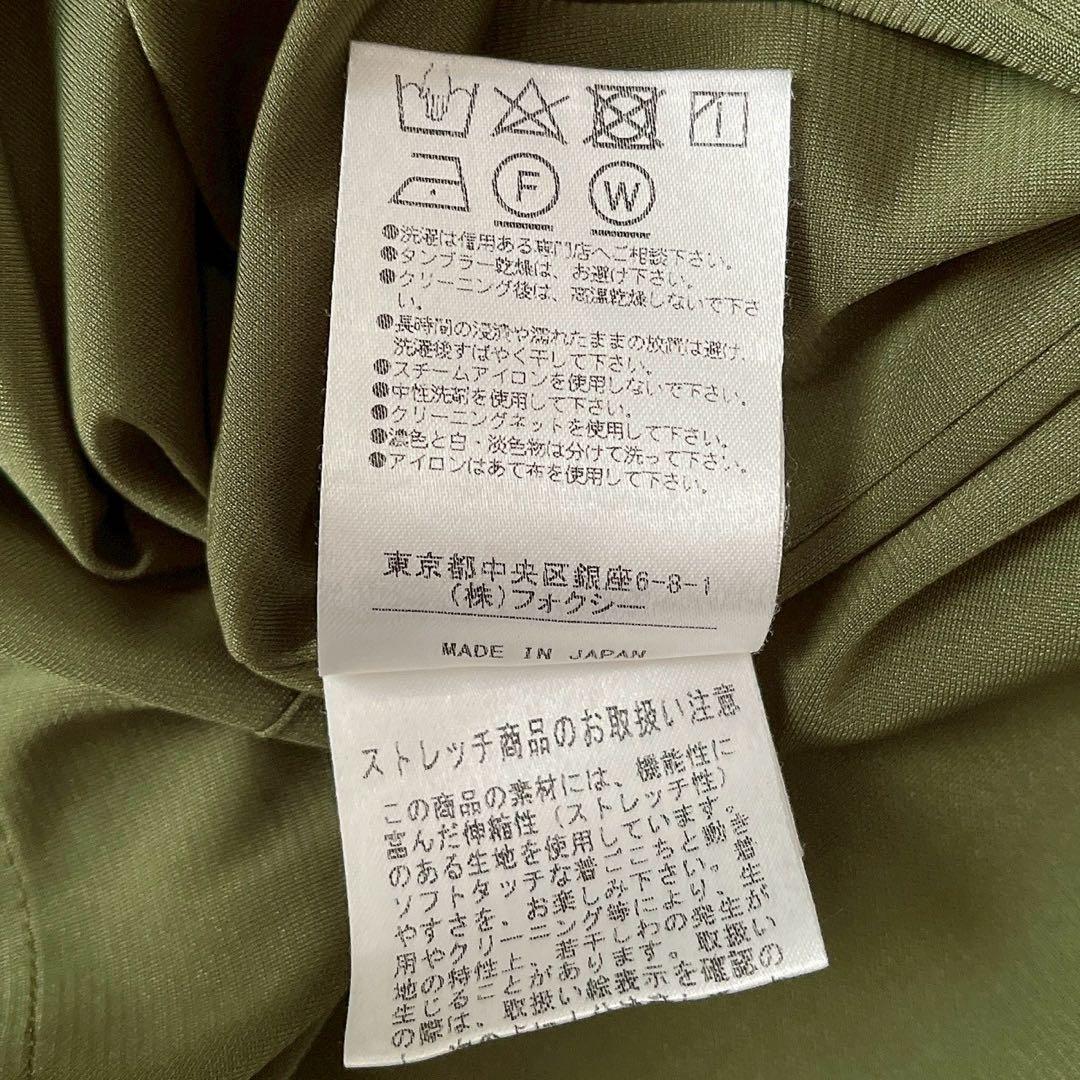 F W
●洗濯は信用ある専門店へご相談下さい。
●タンブラー乾燥は、お避け下さい。
●クリーニング後は、高温乾燥しないで下さ
い。
●長時間の浸漬や濡れたままの放置は避け、
洗濯後すばやく干して下さい。
●スチームアイロンを使用しないで下さい。
●中性洗剤を使用して下さい。
●クリーニングネットを使用して下さい。
●濃色と白・淡色物は分けて洗って下さい。
●アイロンはあて布を使用して下さい。
東京都中央区銀座6-8-1
(株)フォクシー
MADE IN JAPAN
ストレッチ商品のお取扱い注意
この商品の素材には、機能性に
富んだ伸縮性(ストレッチ性)
のある生地を使用しています。
ソフトタッチな着ごこち、動き
やすさを、お楽しみ下さい。着
用やクリーニング等により、生
地の特性上、若干しわの発生が
生じることがあります。
の際は、取扱い絵表示を確認の